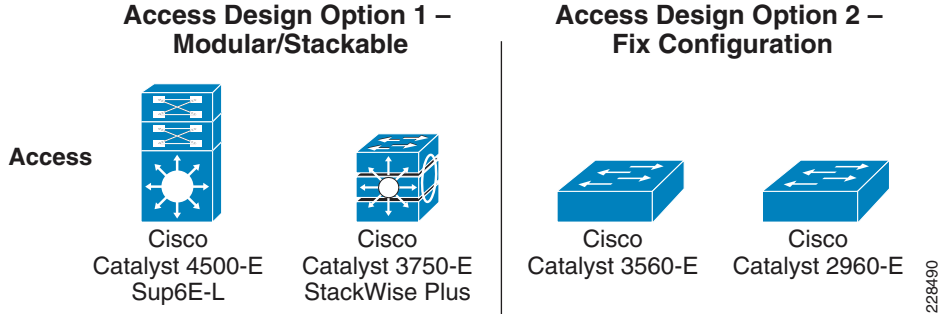 Access Design Option 1 –
Modular/Stackable
Access Design Option 2 –
Fix Configuration
Access
Cisco
Catalyst 4500-E
Sup6E-L
Cisco
Catalyst 3750-E
StackWise Plus
Cisco
Catalyst 3560-E
Cisco
Catalyst 2960-E
228490